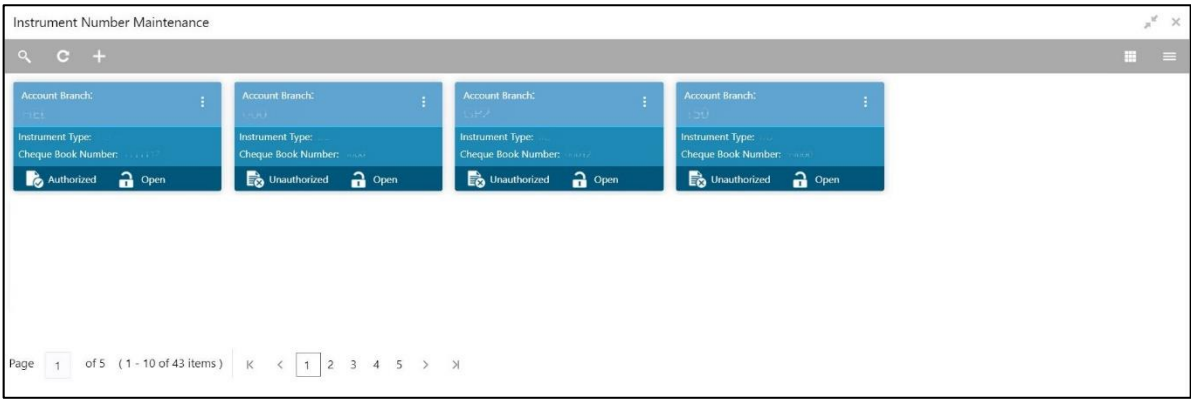 Instrument Number Maintenance
Account Branch:
Instrument Type:
Cheque Book Number:
Authorized Open
Account Branch:
Instrument Type:
Cheque Book Number:
Unauthorized Open
Account Branch:
Instrument Type:
Cheque Book Number:
Unauthorized Open
Account Branch:
Instrument Type:
Cheque Book Number:
Unauthorized Open
Page 1 of 5 (1 - 10 of 43 items) 1 2 3 4 5